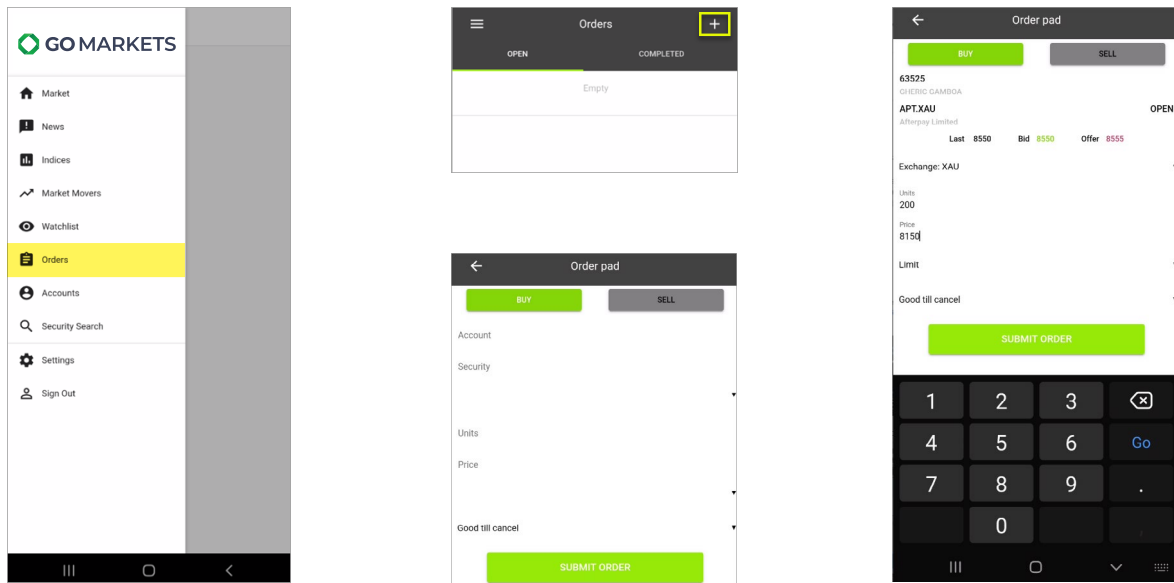 GO MARKETS
Market
News
Indices
Market Movers
Watchlist
Orders
Accounts
Security Search
Settings
Sign Out
Orders
+
OPEN COMPLETED
Empty
Order pad
BUY SELL
Account
Security
Units
Price
Good till cancel
SUBMIT ORDER
Order pad
BUY SELL
63525
GHERIC GAMBOA
APT.XAU OPEN
Afterpay Limited
Last 8550 Bid 8550 Offer 8555
Exchange: XAU
Units
200
Price
8150
Limit
Good till cancel
SUBMIT ORDER
1 2 3
4 5 6 Go
7 8 9 .
0 ,